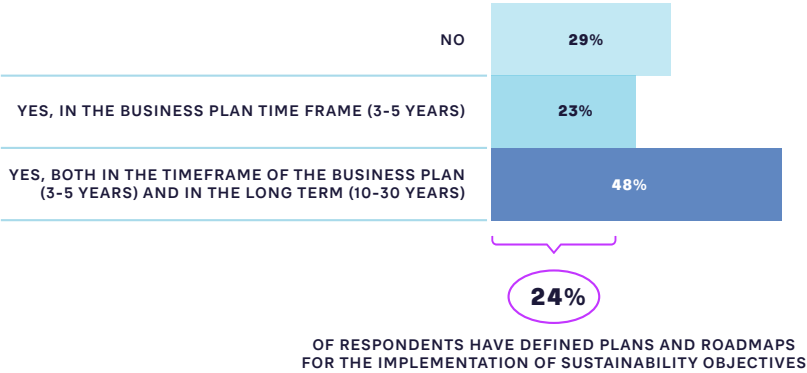 NO
29%
YES, IN THE BUSINESS PLAN TIME FRAME (3-5 YEARS)
23%
YES, BOTH IN THE TIMEFRAME OF THE BUSINESS PLAN
(3-5 YEARS) AND IN THE LONG TERM (10-30 YEARS)
48%
24%
OF RESPONDENTS HAVE DEFINED PLANS AND ROADMAPS
FOR THE IMPLEMENTATION OF SUSTAINABILITY OBJECTIVES